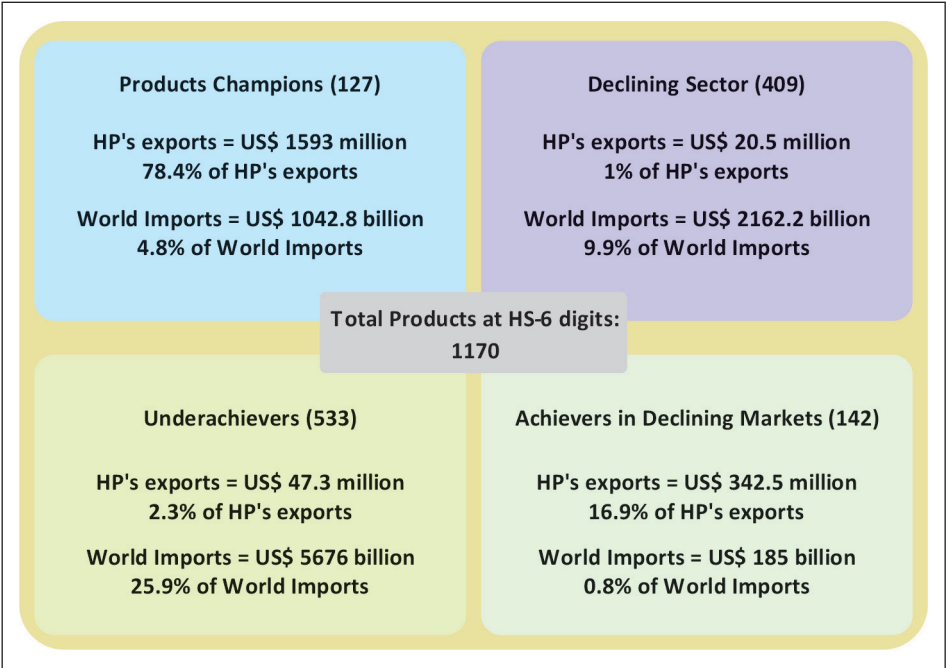 Products Champions (127)
HP's exports = US$ 1593 million
78.4% of HP's exports
World Imports = US$ 1042.8 billion
4.8% of World Imports
Declining Sector (409)
HP's exports = US$ 20.5 million
1% of HP's exports
World Imports = US$ 2162.2 billion
9.9% of World Imports
Total Products at HS-6 digits:
1170
Underachievers (533)
HP's exports = US$ 47.3 million
2.3% of HP's exports
World Imports = US$ 5676 billion
25.9% of World Imports
Achievers in Declining Markets (142)
HP's exports = US$ 342.5 million
16.9% of HP's exports
World Imports = US$ 185 billion
0.8% of World Imports